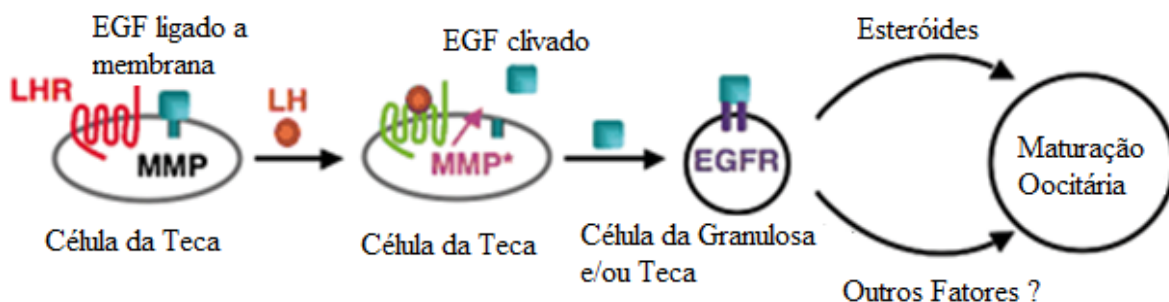 EGF ligado a
membrana
LHR
MMP
Célula da Teca
LH
EGF clivado
MMP*
Célula da Teca
EGFR
Célula da Granulosa
e/ou Teca
Esteróides
Maturação
Oocitária
Outros Fatores ?